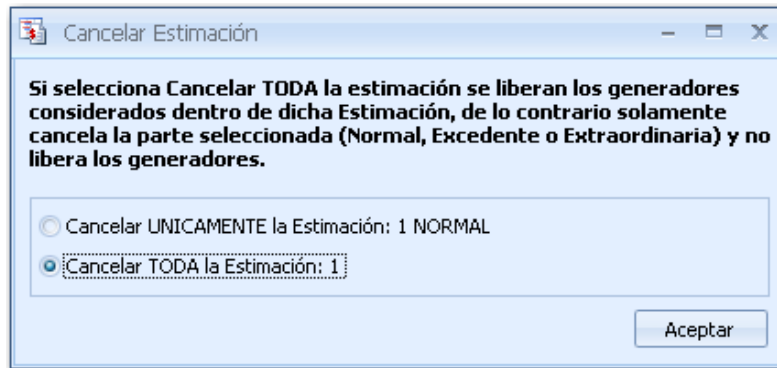 Cancelar Estimación
Si selecciona Cancelar TODA la estimación se liberan los generadores
considerados dentro de dicha Estimación, de lo contrario solamente
cancela la parte seleccionada (Normal, Excedente o Extraordinaria) y no
libera los generadores.
Cancelar UNICAMENTE la Estimación: 1 NORMAL
Cancelar TODA la Estimación: 1
Aceptar